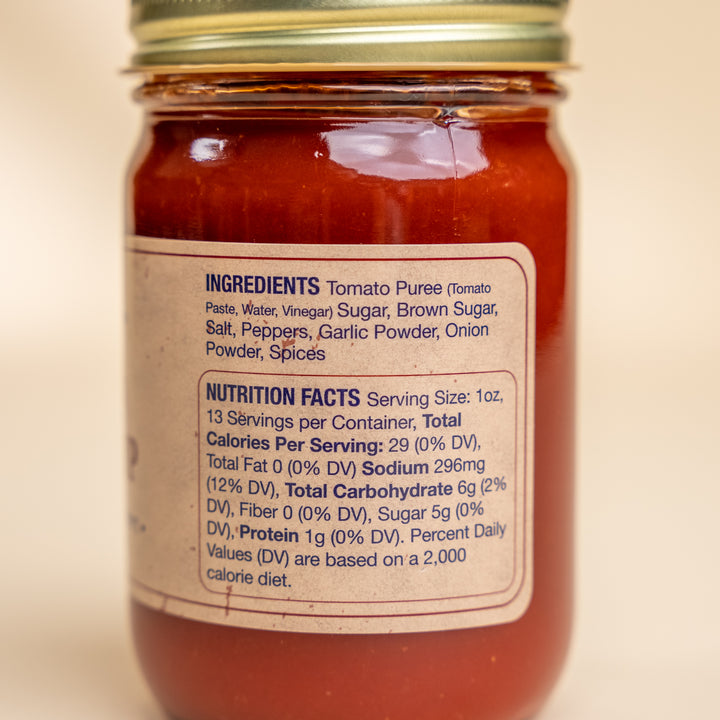 INGREDIENTS Tomato Puree (Tomato
Paste, Water, Vinegar) Sugar, Brown Sugar,
Salt, Peppers, Garlic Powder, Onion
Powder, Spices
NUTRITION FACTS Serving Size: 1oz,
13 Servings per Container, Total
Calories Per Serving: 29 (0% DV),
Total Fat 0 (0% DV) Sodium 296mg
(12% DV), Total Carbohydrate 6g (2%
DV), Fiber 0 (0% DV), Sugar 5g (0%
DV), Protein 1g (0% DV). Percent Daily
Values (DV) are based on a 2,000
calorie diet.